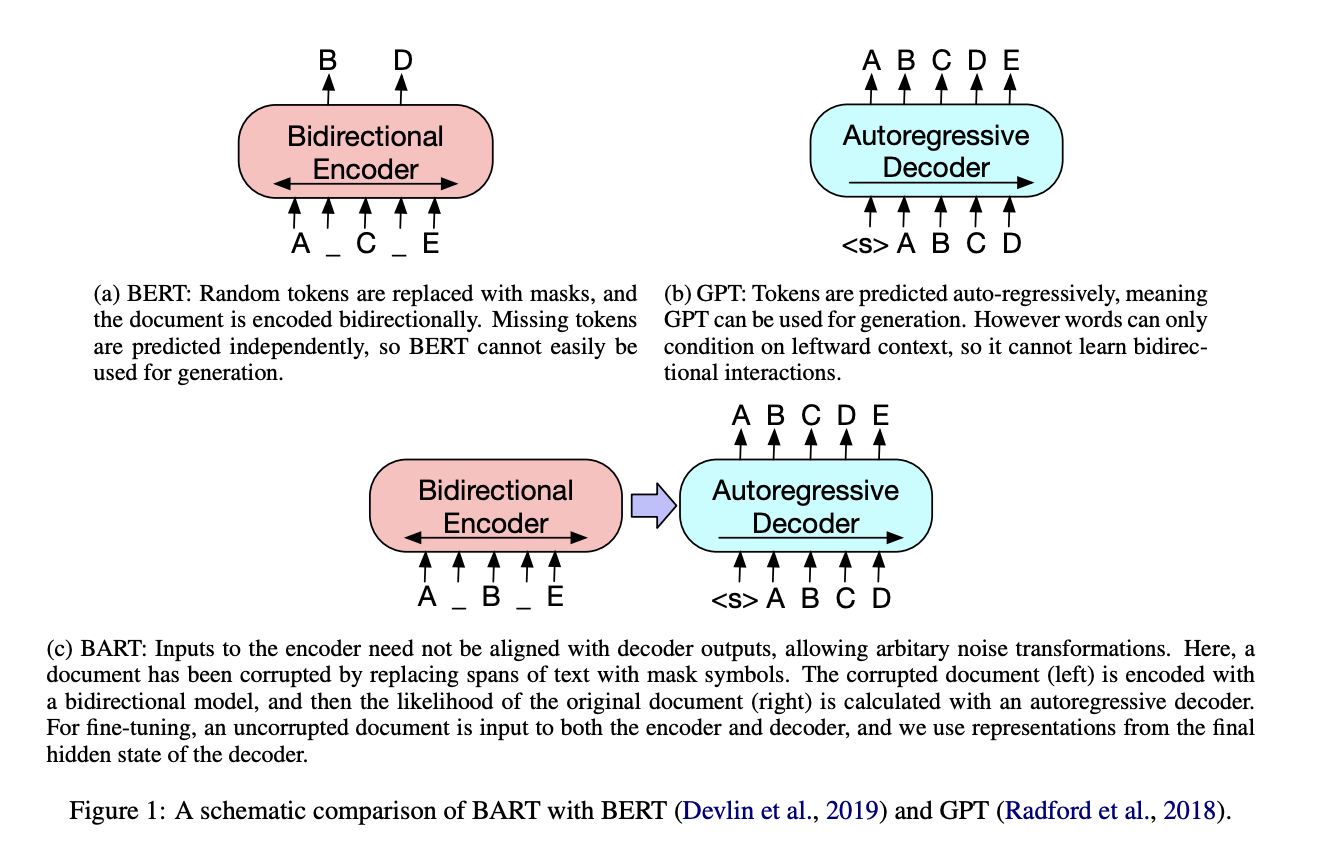 B D
Bidirectional
Encoder
A _ C _ E
(a) BERT: Random tokens are replaced with masks, and
the document is encoded bidirectionally. Missing tokens
are predicted independently, so BERT cannot easily be
used for generation.
A B C D E
Autoregressive
Decoder
<s> A B C D
(b) GPT: Tokens are predicted auto-regressively, meaning
GPT can be used for generation. However words can only
condition on leftward context, so it cannot learn bidirec-
tional interactions.
Bidirectional
Encoder
A _ B _ E
A B C D E
Autoregressive
Decoder
<s> A B C D
(c) BART: Inputs to the encoder need not be aligned with decoder outputs, allowing arbitary noise transformations. Here, a
document has been corrupted by replacing spans of text with mask symbols. The corrupted document (left) is encoded with
a bidirectional model, and then the likelihood of the original document (right) is calculated with an autoregressive decoder.
For fine-tuning, an uncorrupted document is input to both the encoder and decoder, and we use representations from the final
hidden state of the decoder.
Figure 1: A schematic comparison of BART with BERT (Devlin et al., 2019) and GPT (Radford et al., 2018).